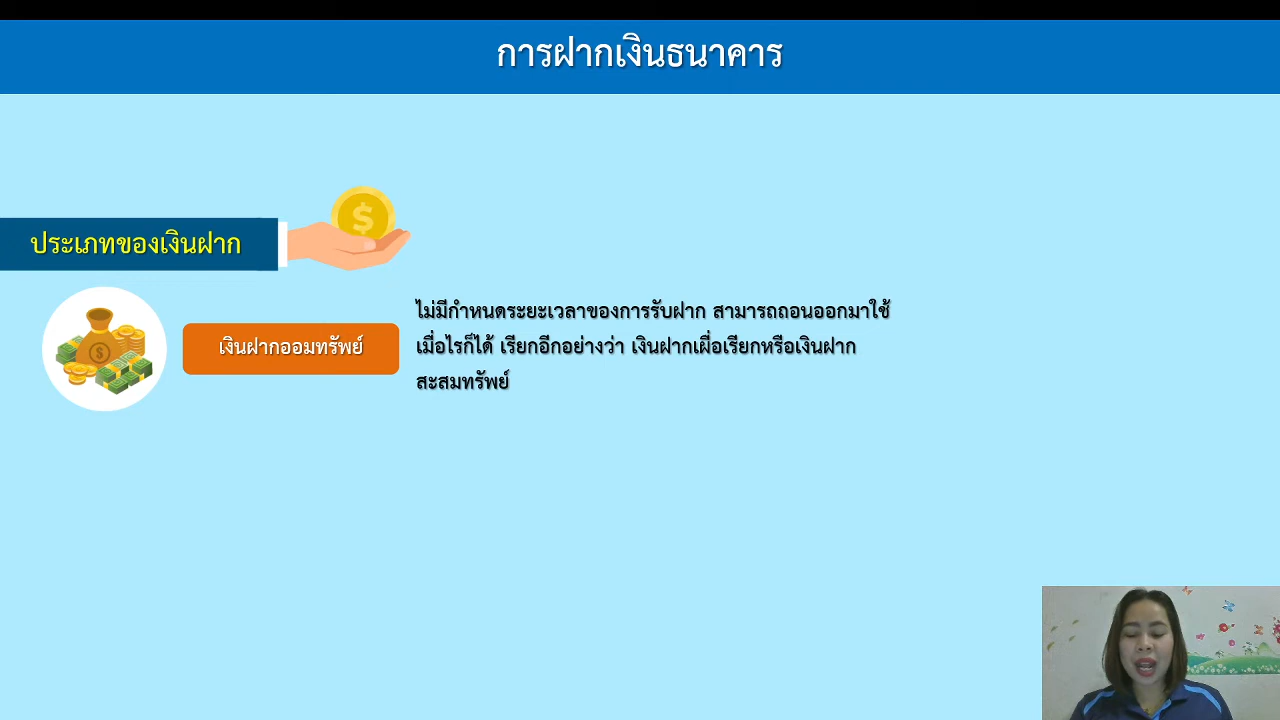 การฝากเงินธนาคาร
ประเภทของเงินฝาก
เงินฝากออมทรัพย์
ไม่มีกำหนดระยะเวลาของการรับฝาก สามารถถอนออกมาใช้
เมื่อไรก็ได้ เรียกอีกอย่างว่า เงินฝากเผื่อเรียกหรือเงินฝาก
สะสมทรัพย์